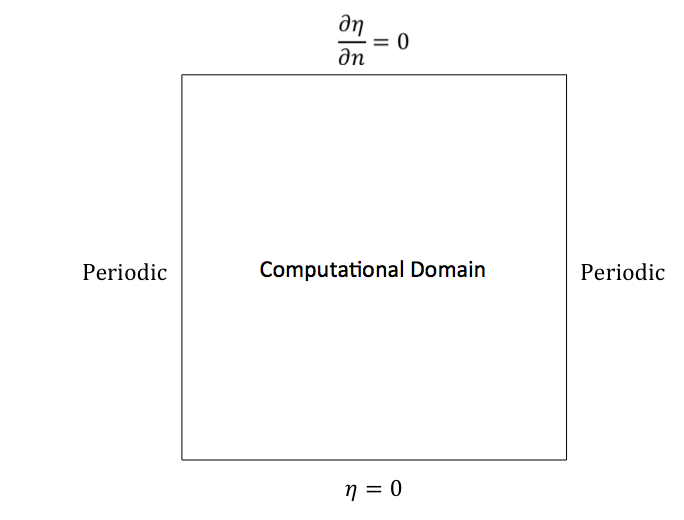 ∂η/∂n = 0
Periodic
Computational Domain
Periodic
η = 0